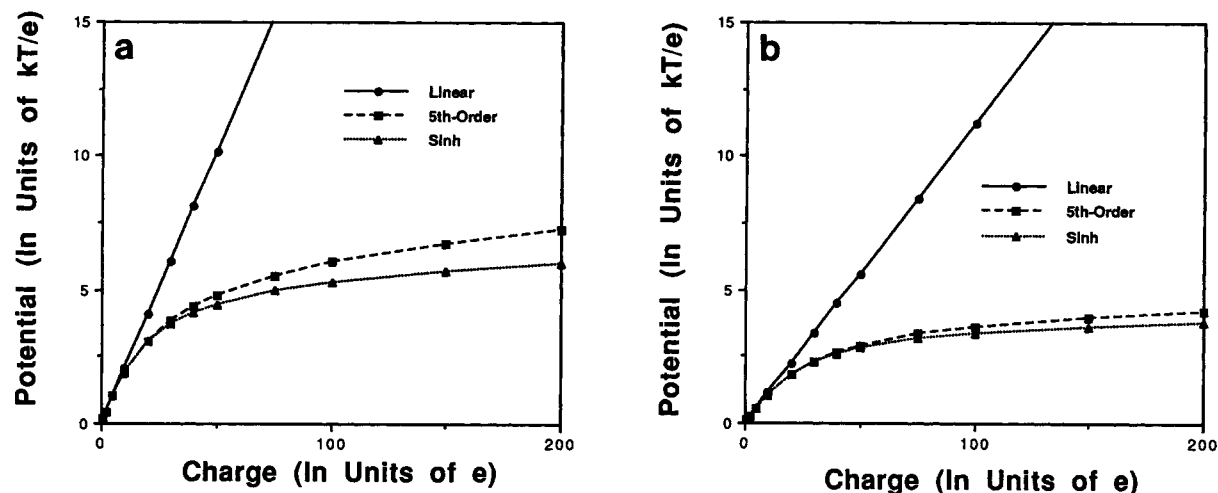 a
15
10
5
0
Potential (In Units of kT/e)
Linear
5th-Order
Sinh
0
100
200
Charge (In Units of e)
b
15
10
5
0
Potential (In Units of kT/e)
Linear
5th-Order
Sinh
0
100
200
Charge (In Units of e)